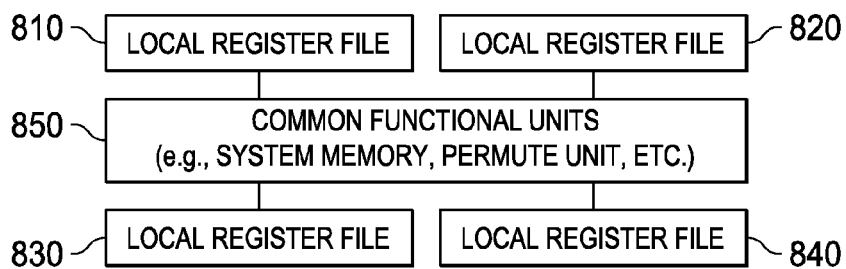 810 LOCAL REGISTER FILE LOCAL REGISTER FILE 820
850 COMMON FUNCTIONAL UNITS
(e.g., SYSTEM MEMORY, PERMUTE UNIT, ETC.)
830 LOCAL REGISTER FILE LOCAL REGISTER FILE 840